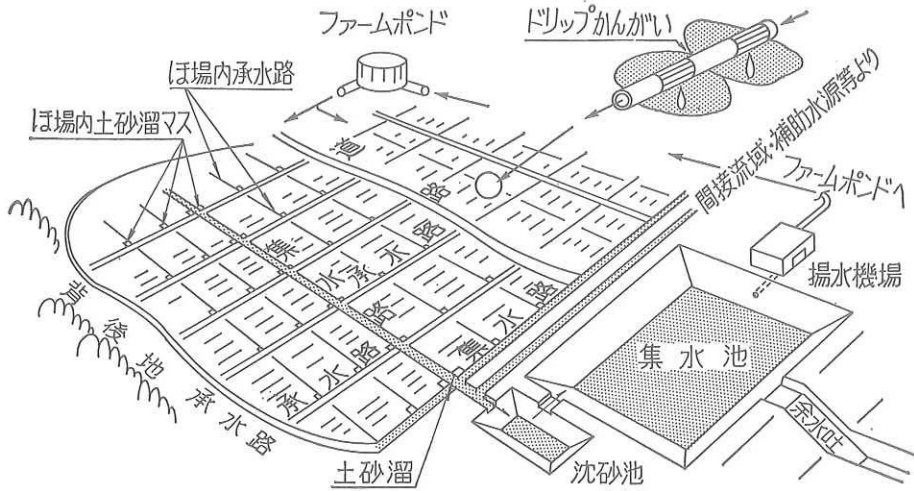 ファームポンド
ドリップかんがい
ほ場内承水路
ほ場内土砂溜マス
道路
間接流域・補助水源等より
ファームポンドへ
揚水機場
集水路
承水路
承水路
集水路
集水池
背後地承水路
余水吐
土砂溜
沈砂池